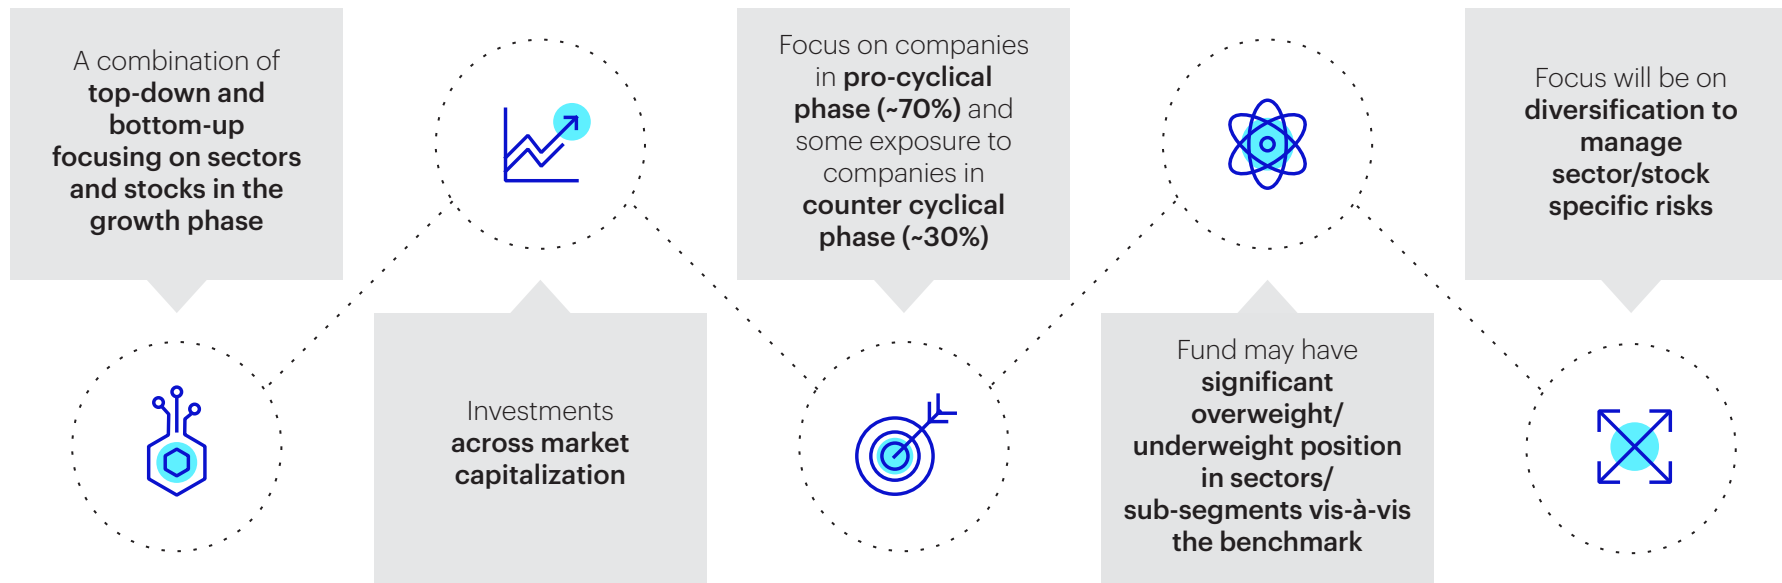 A combination of
top-down and
bottom-up
focusing on sectors
and stocks in the
growth phase
Investments
across market
capitalization
Focus on companies
in pro-cyclical
phase (~70%) and
some exposure to
companies in
counter cyclical
phase (~30%)
Fund may have
significant
overweight/
underweight position
in sectors/
sub-segments vis-à-vis
the benchmark
Focus will be on
diversification to
manage
sector/stock
specific risks